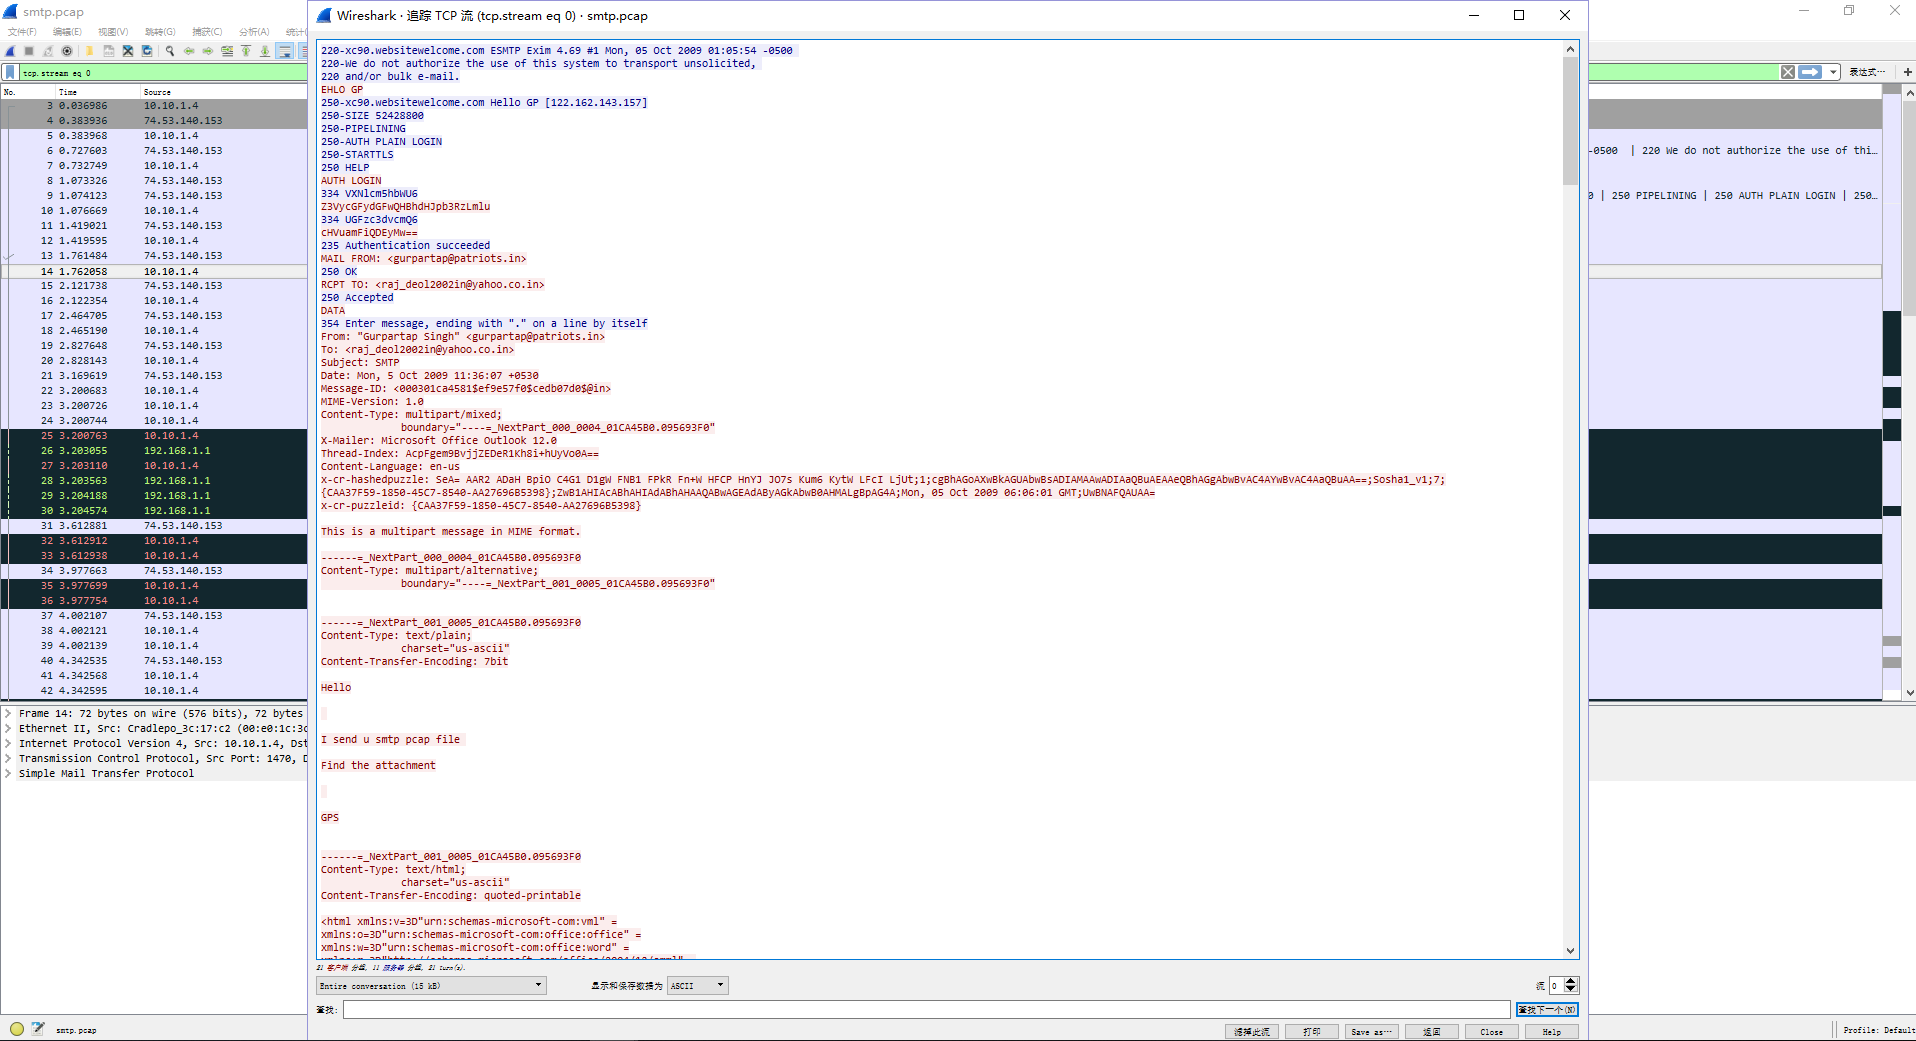 smtp.pcap
文件(F) 编辑(E) 视图(V) 跳转(G) 捕获(C) 分析(A) 统计
tcp.stream eq 0
表达式…
No. Time Source
3 0.036986 10.10.1.4
4 0.383936 74.53.140.153
5 0.383968 10.10.1.4
6 0.727603 74.53.140.153
7 0.732749 10.10.1.4
8 1.073326 74.53.140.153
9 1.074123 74.53.140.153
10 1.076669 10.10.1.4
11 1.419021 74.53.140.153
12 1.419595 10.10.1.4
13 1.761484 74.53.140.153
14 1.762058 10.10.1.4
15 2.121738 74.53.140.153
16 2.122354 10.10.1.4
17 2.464705 74.53.140.153
18 2.465190 10.10.1.4
19 2.827648 74.53.140.153
20 2.828143 10.10.1.4
21 3.169619 74.53.140.153
22 3.200683 10.10.1.4
23 3.200726 10.10.1.4
24 3.200744 10.10.1.4
25 3.200763 10.10.1.4
26 3.203055 192.168.1.1
27 3.203110 10.10.1.4
28 3.203563 192.168.1.1
29 3.204188 192.168.1.1
30 3.204574 192.168.1.1
31 3.612881 74.53.140.153
32 3.612912 10.10.1.4
33 3.612938 10.10.1.4
34 3.977663 74.53.140.153
35 3.977699 10.10.1.4
36 3.977754 10.10.1.4
37 4.002107 74.53.140.153
38 4.002121 10.10.1.4
39 4.002139 10.10.1.4
40 4.342535 74.53.140.153
41 4.342568 10.10.1.4
42 4.342595 10.10.1.4
-0500 | 220 We do not authorize the use of thi…
0 | 250 PIPELINING | 250 AUTH PLAIN LOGIN | 250…
Frame 14: 72 bytes on wire (576 bits), 72 bytes
Ethernet II, Src: Cradlepo_3c:17:c2 (00:e0:1c:3c
Internet Protocol Version 4, Src: 10.10.1.4, Dst
Transmission Control Protocol, Src Port: 1470, D
Simple Mail Transfer Protocol
Wireshark · 追踪 TCP 流 (tcp.stream eq 0) · smtp.pcap
220-xc90.websitewelcome.com ESMTP Exim 4.69 #1 Mon, 05 Oct 2009 01:05:54 -0500
220-We do not authorize the use of this system to transport unsolicited,
220 and/or bulk e-mail.
EHLO GP
250-xc90.websitewelcome.com Hello GP [122.162.143.157]
250-SIZE 52428800
250-PIPELINING
250-AUTH PLAIN LOGIN
250-STARTTLS
250 HELP
AUTH LOGIN
334 VXNlcm5hbWU6
Z3VycGFydGFwQHBhdHJpb3RzLmlu
334 UGFzc3dvcmQ6
cHVuamFiQDEyMw==
235 Authentication succeeded
MAIL FROM: <gurpartap@patriots.in>
250 OK
RCPT TO: <raj_deol2002in@yahoo.co.in>
250 Accepted
DATA
354 Enter message, ending with "." on a line by itself
From: "Gurpartap Singh" <gurpartap@patriots.in>
To: <raj_deol2002in@yahoo.co.in>
Subject: SMTP
Date: Mon, 5 Oct 2009 11:36:07 +0530
Message-ID: <000301ca4581$ef9e57f0$cedb07d0$@in>
MIME-Version: 1.0
Content-Type: multipart/mixed;
boundary="----=_NextPart_000_0004_01CA45B0.095693F0"
X-Mailer: Microsoft Office Outlook 12.0
Thread-Index: AcpFgem9BvjjZEDeR1Kh8i+hUyVo0A==
Content-Language: en-us
x-cr-hashedpuzzle: SeA= AAR2 ADaH BpiO C4G1 D1gW FNB1 FPkR Fn+W HFCP HnYJ JO7s Kum6 KytW LFcI LjUt;1;cgBhAGoAXwBkAGUAbwBsADIAMAAwADIAaQBuAEAAeQBhAGgAbwBvAC4AYwBvAC4AaQBuAA==;Sosha1_v1;7;
{CAA37F59-1850-45C7-8540-AA27696B5398};ZwB1AHIAcABhAHIAdABhAHAAQABwAGEAdAByAGkAbwB0AHMALgBpAG4A;Mon, 05 Oct 2009 06:06:01 GMT;UwBNAFQAUAA=
x-cr-puzzleid: {CAA37F59-1850-45C7-8540-AA27696B5398}
This is a multipart message in MIME format.
------=_NextPart_000_0004_01CA45B0.095693F0
Content-Type: multipart/alternative;
boundary="----=_NextPart_001_0005_01CA45B0.095693F0"
------=_NextPart_001_0005_01CA45B0.095693F0
Content-Type: text/plain;
charset="us-ascii"
Content-Transfer-Encoding: 7bit
Hello
I send u smtp pcap file
Find the attachment
GPS
------=_NextPart_001_0005_01CA45B0.095693F0
Content-Type: text/html;
charset="us-ascii"
Content-Transfer-Encoding: quoted-printable
<html xmlns:v=3D"urn:schemas-microsoft-com:vml" =
xmlns:o=3D"urn:schemas-microsoft-com:office:office" =
xmlns:w=3D"urn:schemas-microsoft-com:office:word" =
21 客户端 分组, 11 服务器 分组, 21 turn(s).
Entire conversation (15 kB)
显示和保存数据为 ASCII
流 0
查找:
查找下一个(N)
滤掉此流 打印 Save as… 返回 Close Help
smtp.pcap
Profile: Default